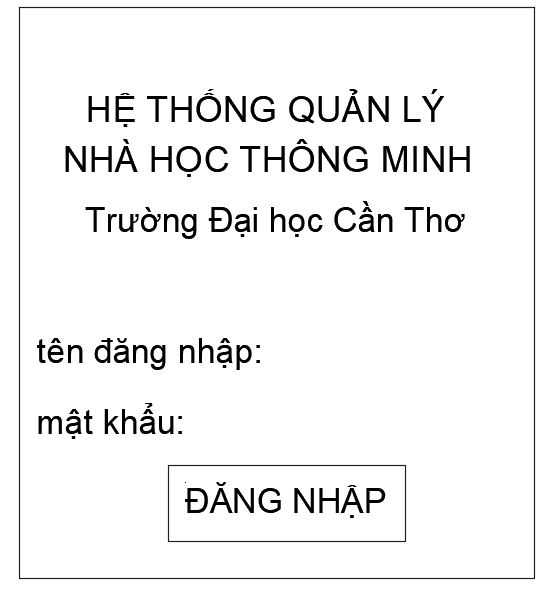 HỆ THỐNG QUẢN LÝ
NHÀ HỌC THÔNG MINH
Trường Đại học Cần Thơ
tên đăng nhập:
mật khẩu:
ĐĂNG NHẬP